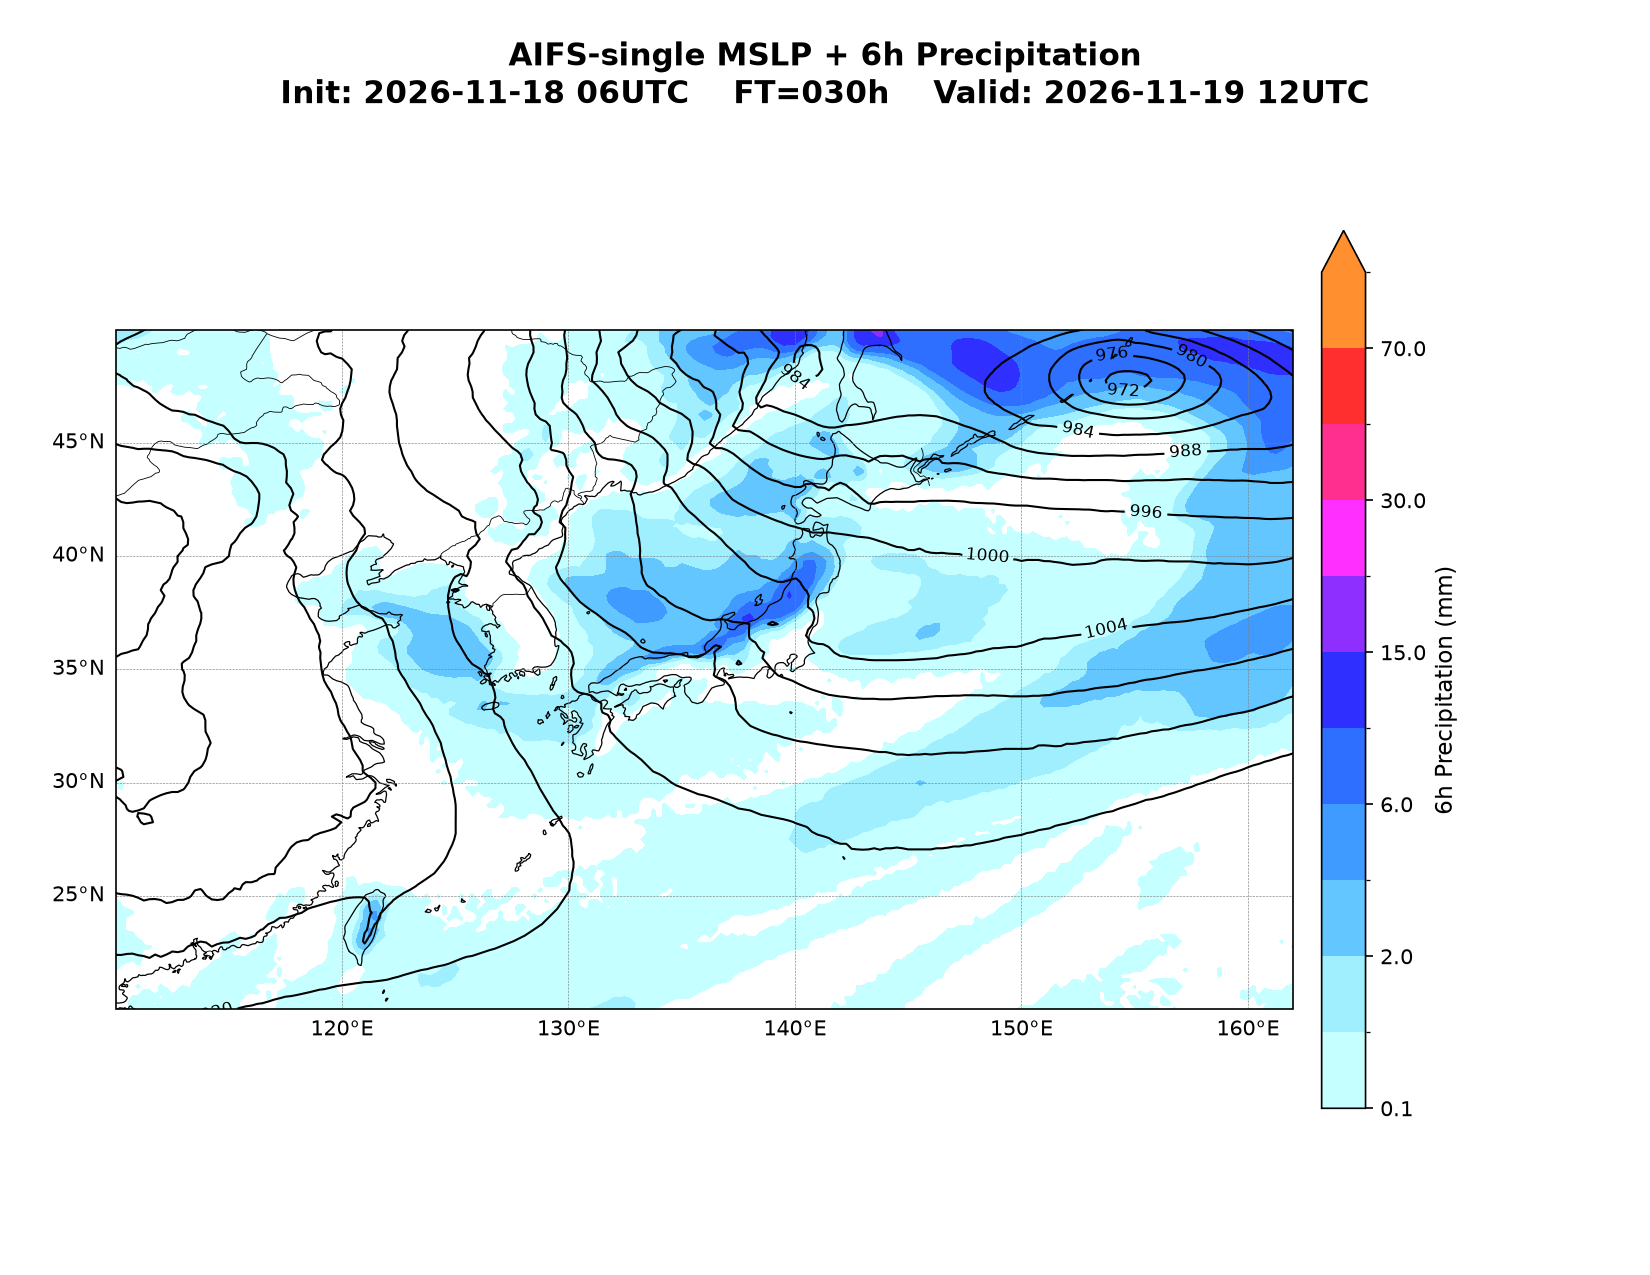 AIFS-single MSLP + 6h Precipitation
Init: 2026-11-18 06UTC    FT=030h    Valid: 2026-11-19 12UTC
976
980
984
972
984
988
45°N
996
1000
40°N
1004
35°N
30°N
25°N
120°E
130°E
140°E
150°E
160°E
70.0
30.0
15.0
6.0
2.0
0.1
6h Precipitation (mm)